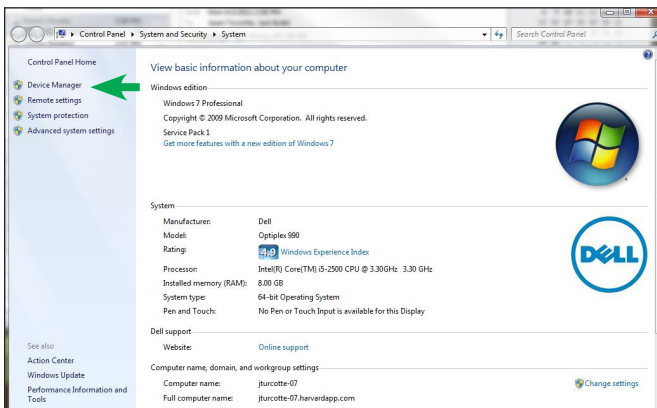 Control Panel ▸ System and Security ▸ System
Search Control Panel
Control Panel Home
Device Manager
Remote settings
System protection
Advanced system settings
See also
Action Center
Windows Update
Performance Information and
Tools
View basic information about your computer
Windows edition
Windows 7 Professional
Copyright © 2009 Microsoft Corporation. All rights reserved.
Service Pack 1
Get more features with a new edition of Windows 7
System
Manufacturer: Dell
Model: Optiplex 990
Rating: 4.9 Windows Experience Index
Processor: Intel(R) Core(TM) i5-2500 CPU @ 3.30GHz 3.30 GHz
Installed memory (RAM): 8.00 GB
System type: 64-bit Operating System
Pen and Touch: No Pen or Touch Input is available for this Display
DELL
Dell support
Website: Online support
Computer name, domain, and workgroup settings
Computer name: jturcotte-07
Change settings
Full computer name: jturcotte-07.harvardapp.com